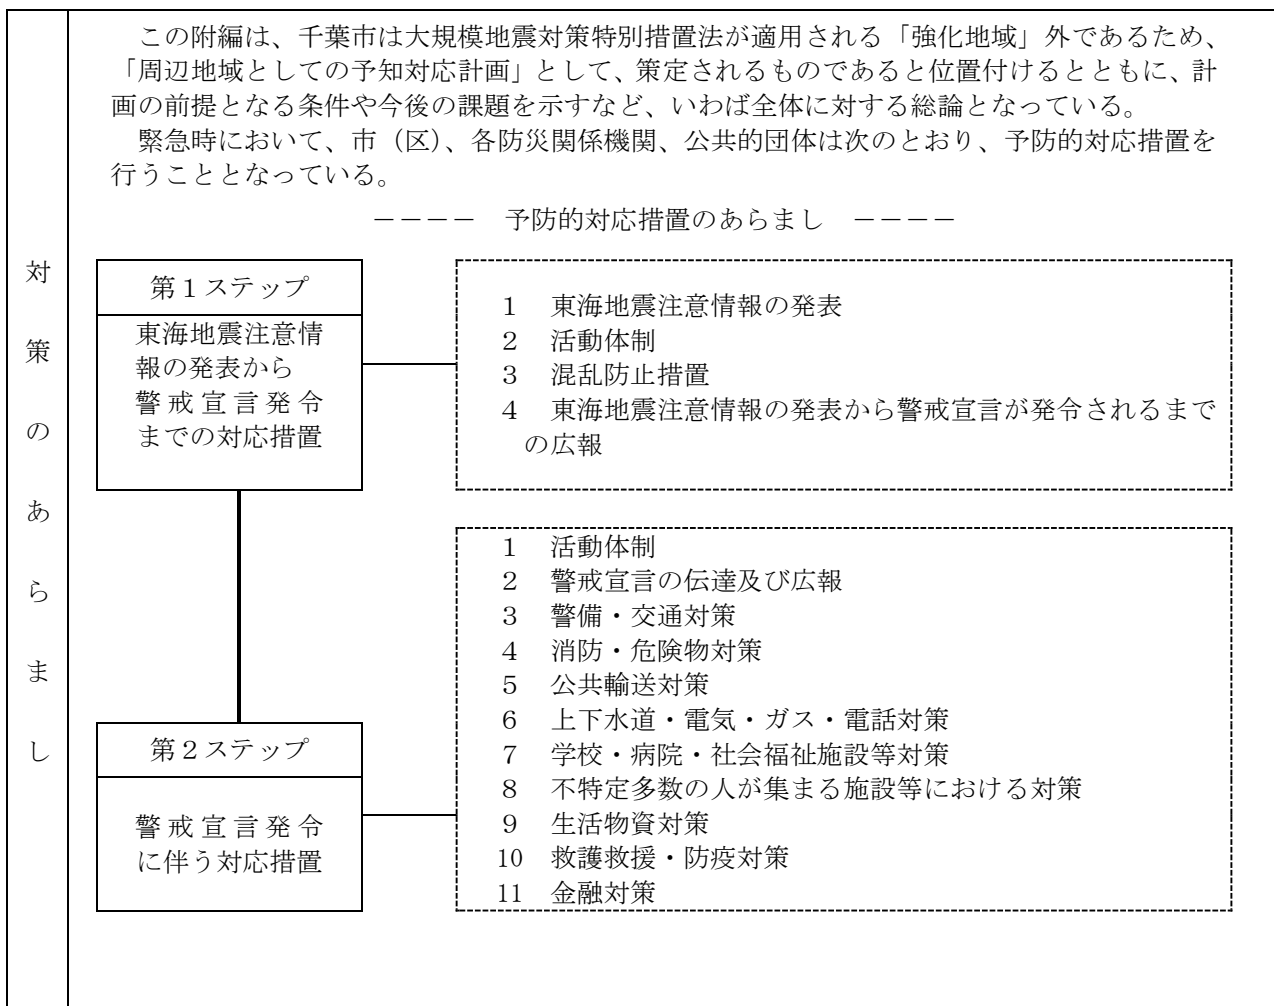 対策のあらまし
この附編は、千葉市は大規模地震対策特別措置法が適用される「強化地域」外であるため、
「周辺地域としての予知対応計画」として、策定されるものであると位置付けるとともに、計
画の前提となる条件や今後の課題を示すなど、いわば全体に対する総論となっている。
緊急時において、市(区)、各防災関係機関、公共的団体は次のとおり、予防的対応措置を
行うこととなっている。
−−−− 予防的対応措置のあらまし −−−−
第1ステップ
東海地震注意情
報の発表から
警戒宣言発令
までの対応措置
1 東海地震注意情報の発表
2 活動体制
3 混乱防止措置
4 東海地震注意情報の発表から警戒宣言が発令されるまで
の広報
第2ステップ
警戒宣言発令
に伴う対応措置
1 活動体制
2 警戒宣言の伝達及び広報
3 警備・交通対策
4 消防・危険物対策
5 公共輸送対策
6 上下水道・電気・ガス・電話対策
7 学校・病院・社会福祉施設等対策
8 不特定多数の人が集まる施設等における対策
9 生活物資対策
10 救護救援・防疫対策
11 金融対策